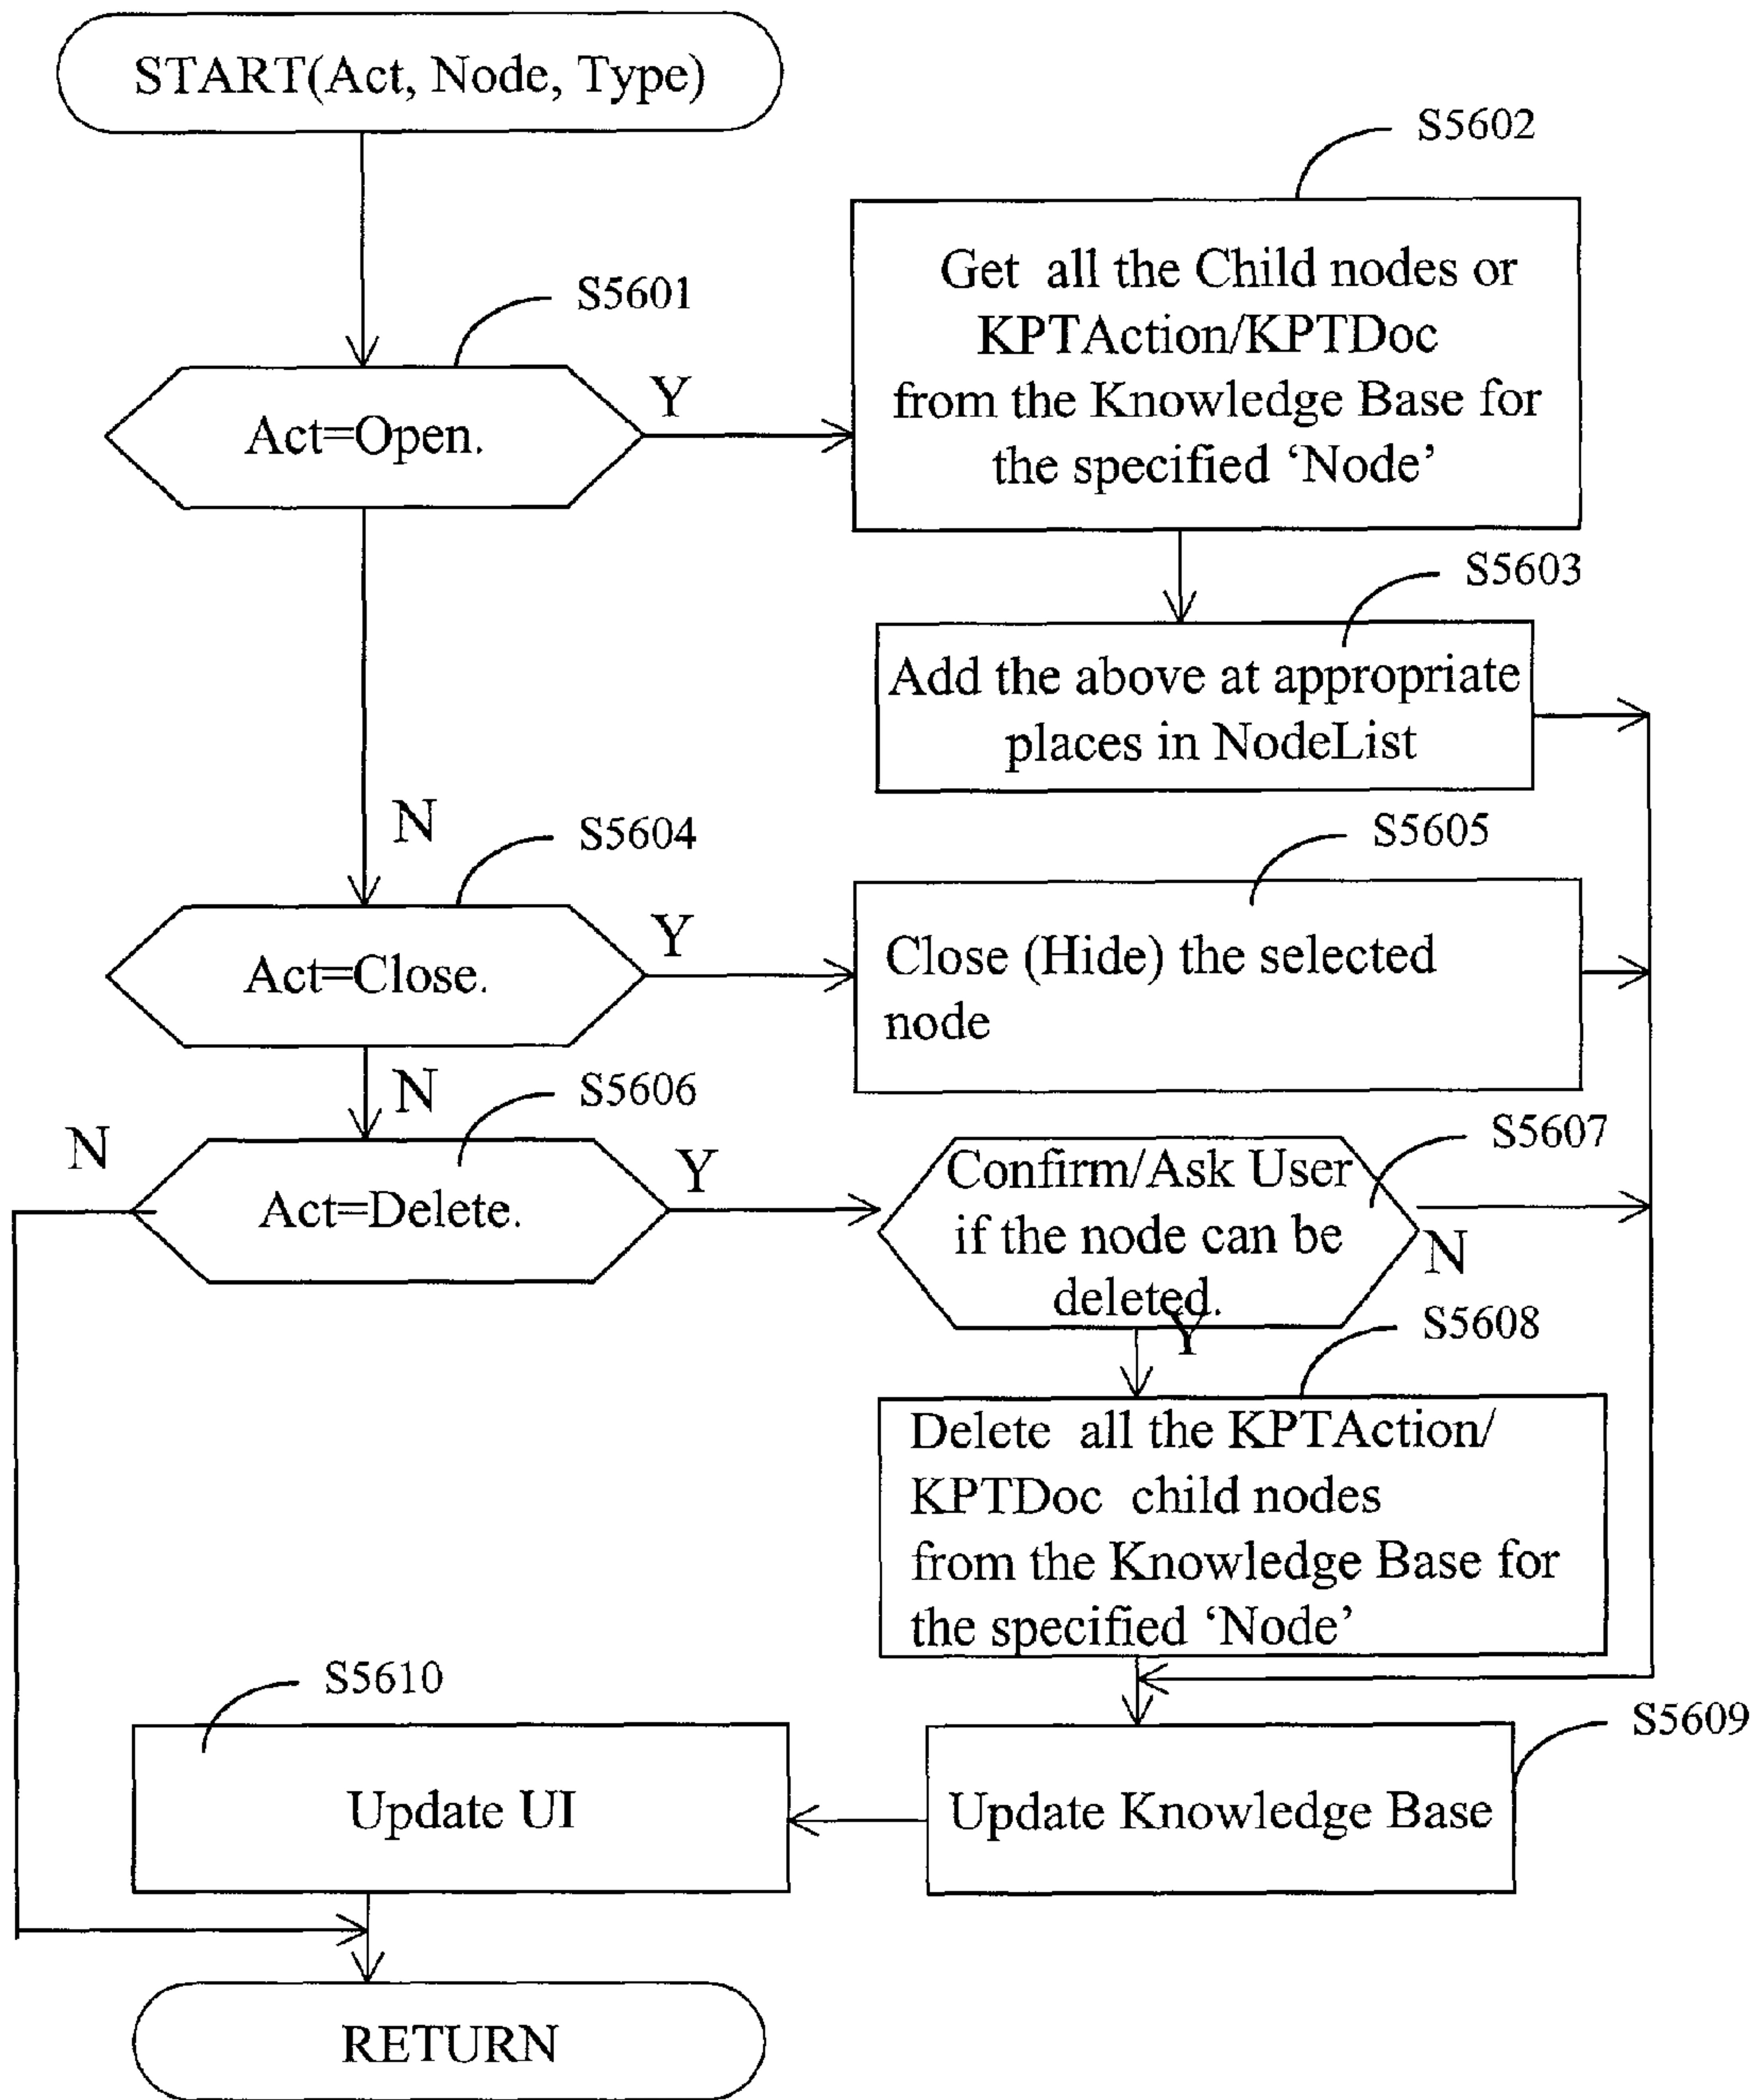 START(Act, Node, Type)
S5602
Get all the Child nodes or
KPTAction/KPTDoc
from the Knowledge Base for
the specified ‘Node’
S5601
Act=Open.
Y
S5603
Add the above at appropriate
places in NodeList
N
S5604
Act=Close.
Y
S5605
Close (Hide) the selected
node
N
S5606
N
Act=Delete.
Y
S5607
Confirm/Ask User
if the node can be
deleted.
N
Y
S5608
Delete all the KPTAction/
KPTDoc child nodes
from the Knowledge Base for
the specified ‘Node’
S5610
Update UI
S5609
Update Knowledge Base
RETURN